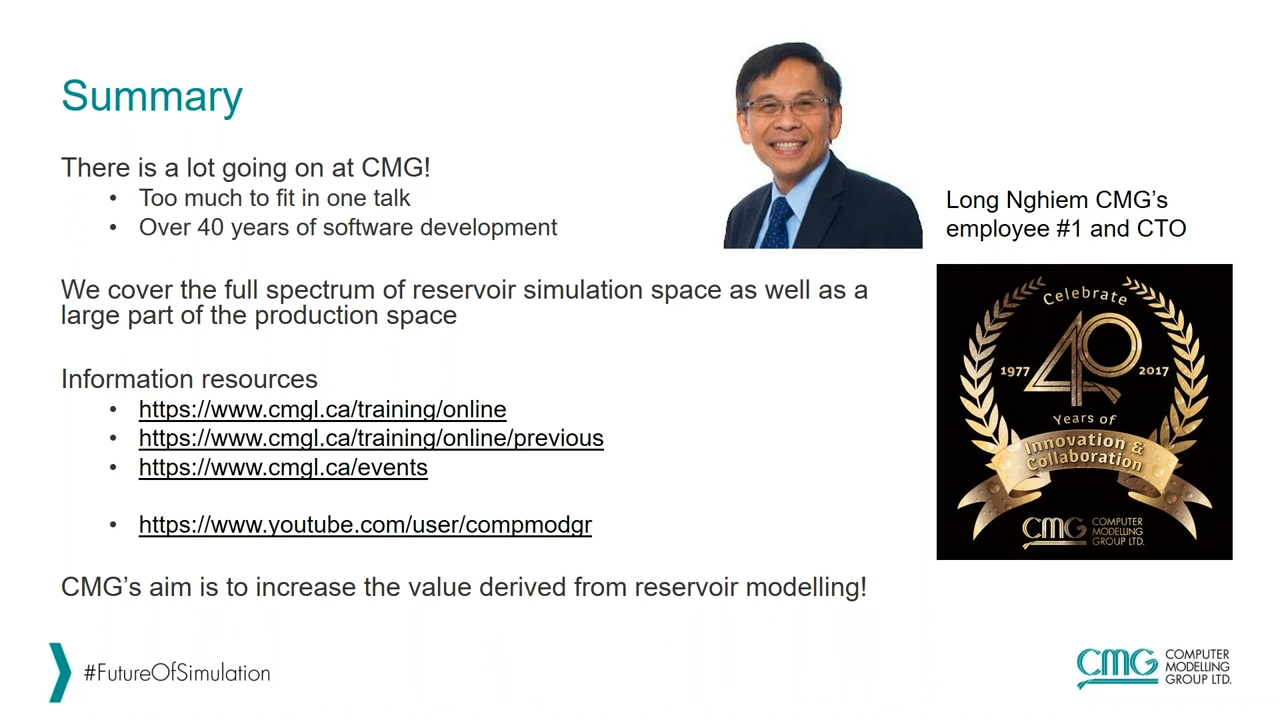 Summary
There is a lot going on at CMG!
• Too much to fit in one talk
• Over 40 years of software development
Long Nghiem CMG’s
employee #1 and CTO
We cover the full spectrum of reservoir simulation space as well as a
large part of the production space
Information resources
• https://www.cmgl.ca/training/online
• https://www.cmgl.ca/training/online/previous
• https://www.cmgl.ca/events
• https://www.youtube.com/user/compmodgr
CMG’s aim is to increase the value derived from reservoir modelling!
Celebrate
40
1977
2017
Years of
Innovation &
Collaboration
CMG
COMPUTER
MODELLING
GROUP LTD.
#FutureOfSimulation
CMG
COMPUTER
MODELLING
GROUP LTD.